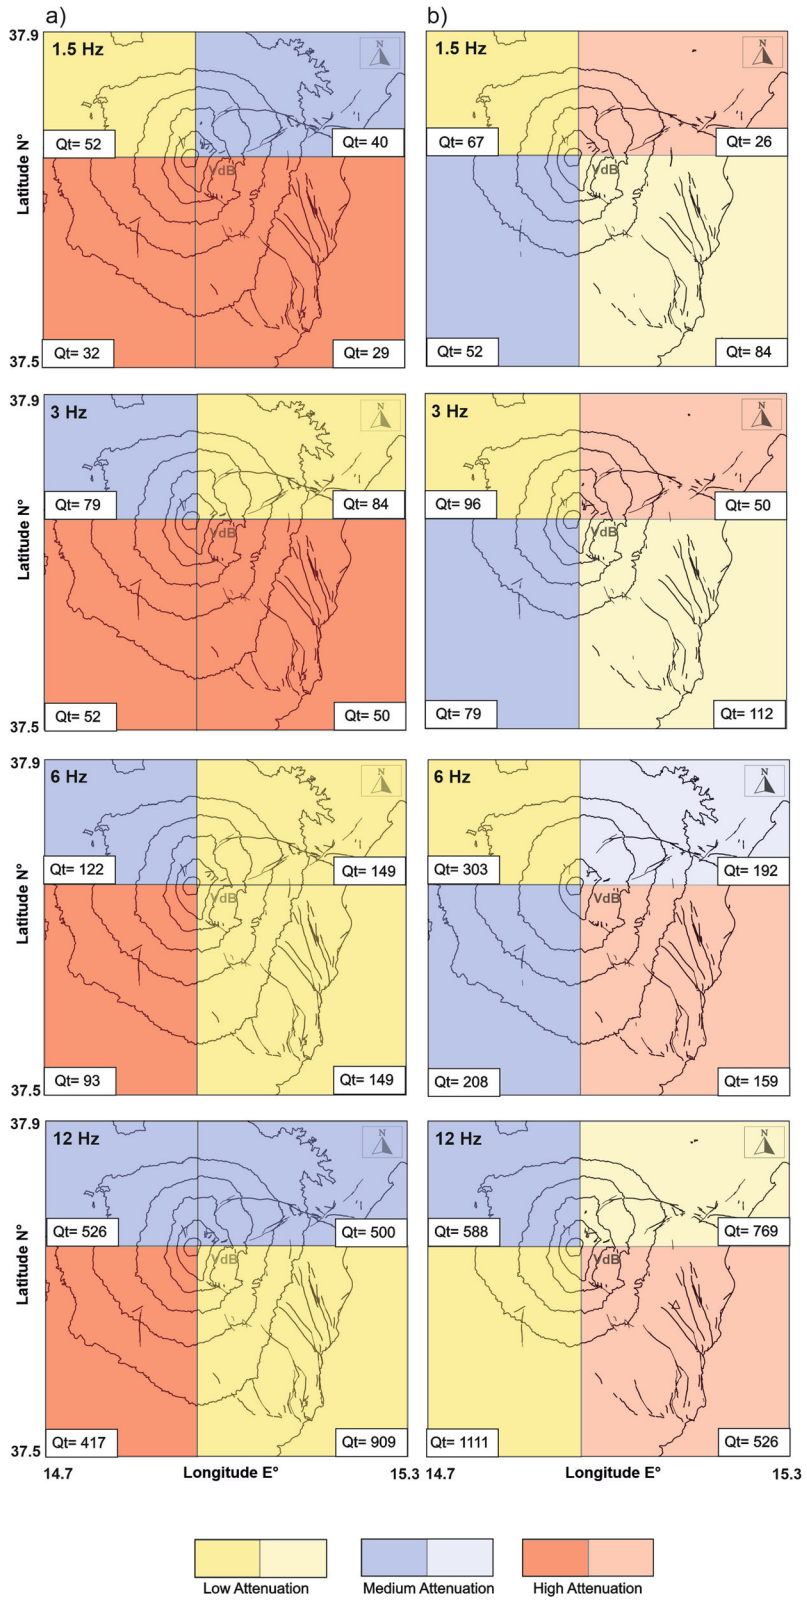 a)
b)
37.9
1.5 Hz
N
1.5 Hz
N
Latitude N°
Qt= 52
Qt= 40
VdB
Qt= 67
Qt= 26
VdB
37.5
Qt= 32
Qt= 29
Qt= 52
Qt= 84
37.9
3 Hz
N
3 Hz
N
Latitude N°
Qt= 79
Qt= 84
VdB
Qt= 96
Qt= 50
VdB
37.5
Qt= 52
Qt= 50
Qt= 79
Qt= 112
37.9
6 Hz
N
6 Hz
N
Latitude N°
Qt= 122
Qt= 149
VdB
Qt= 303
Qt= 192
VdB
37.5
Qt= 93
Qt= 149
Qt= 208
Qt= 159
37.9
12 Hz
N
12 Hz
N
Latitude N°
Qt= 526
Qt= 500
VdB
Qt= 588
Qt= 769
VdB
37.5
Qt= 417
Qt= 909
Qt= 1111
Qt= 526
14.7
Longitude E°
15.3
14.7
Longitude E°
15.3
Low Attenuation
Medium Attenuation
High Attenuation